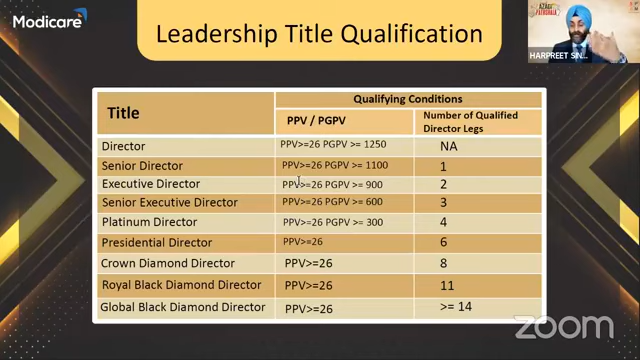 Modicare
Leadership Title Qualification
HARPREET SIN...
Title
Qualifying Conditions
PPV / PGPV
Number of Qualified
Director Legs
Director PPV>=26 PGPV >= 1250 NA
Senior Director PPV>=26 PGPV >= 1100 1
Executive Director PPV>=26 PGPV >= 900 2
Senior Executive Director PPV>=26 PGPV >= 600 3
Platinum Director PPV>=26 PGPV >= 300 4
Presidential Director PPV>=26 6
Crown Diamond Director PPV>=26 8
Royal Black Diamond Director PPV>=26 11
Global Black Diamond Director PPV>=26 >= 14
zoom